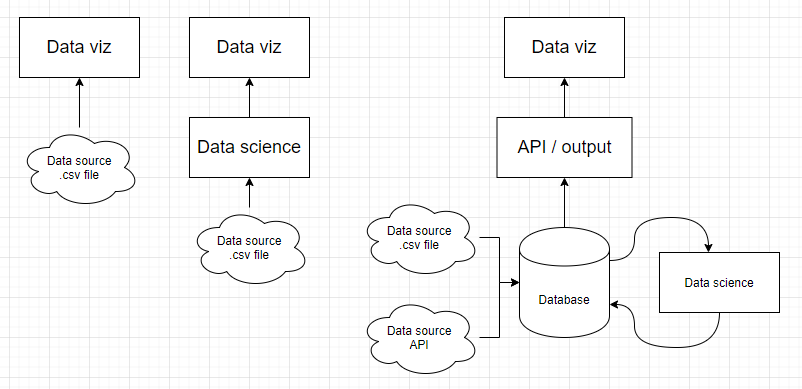 Data viz
Data source
.csv file
Data viz
Data science
Data source
.csv file
Data viz
API / output
Data source
.csv file
Data source
API
Database
Data science